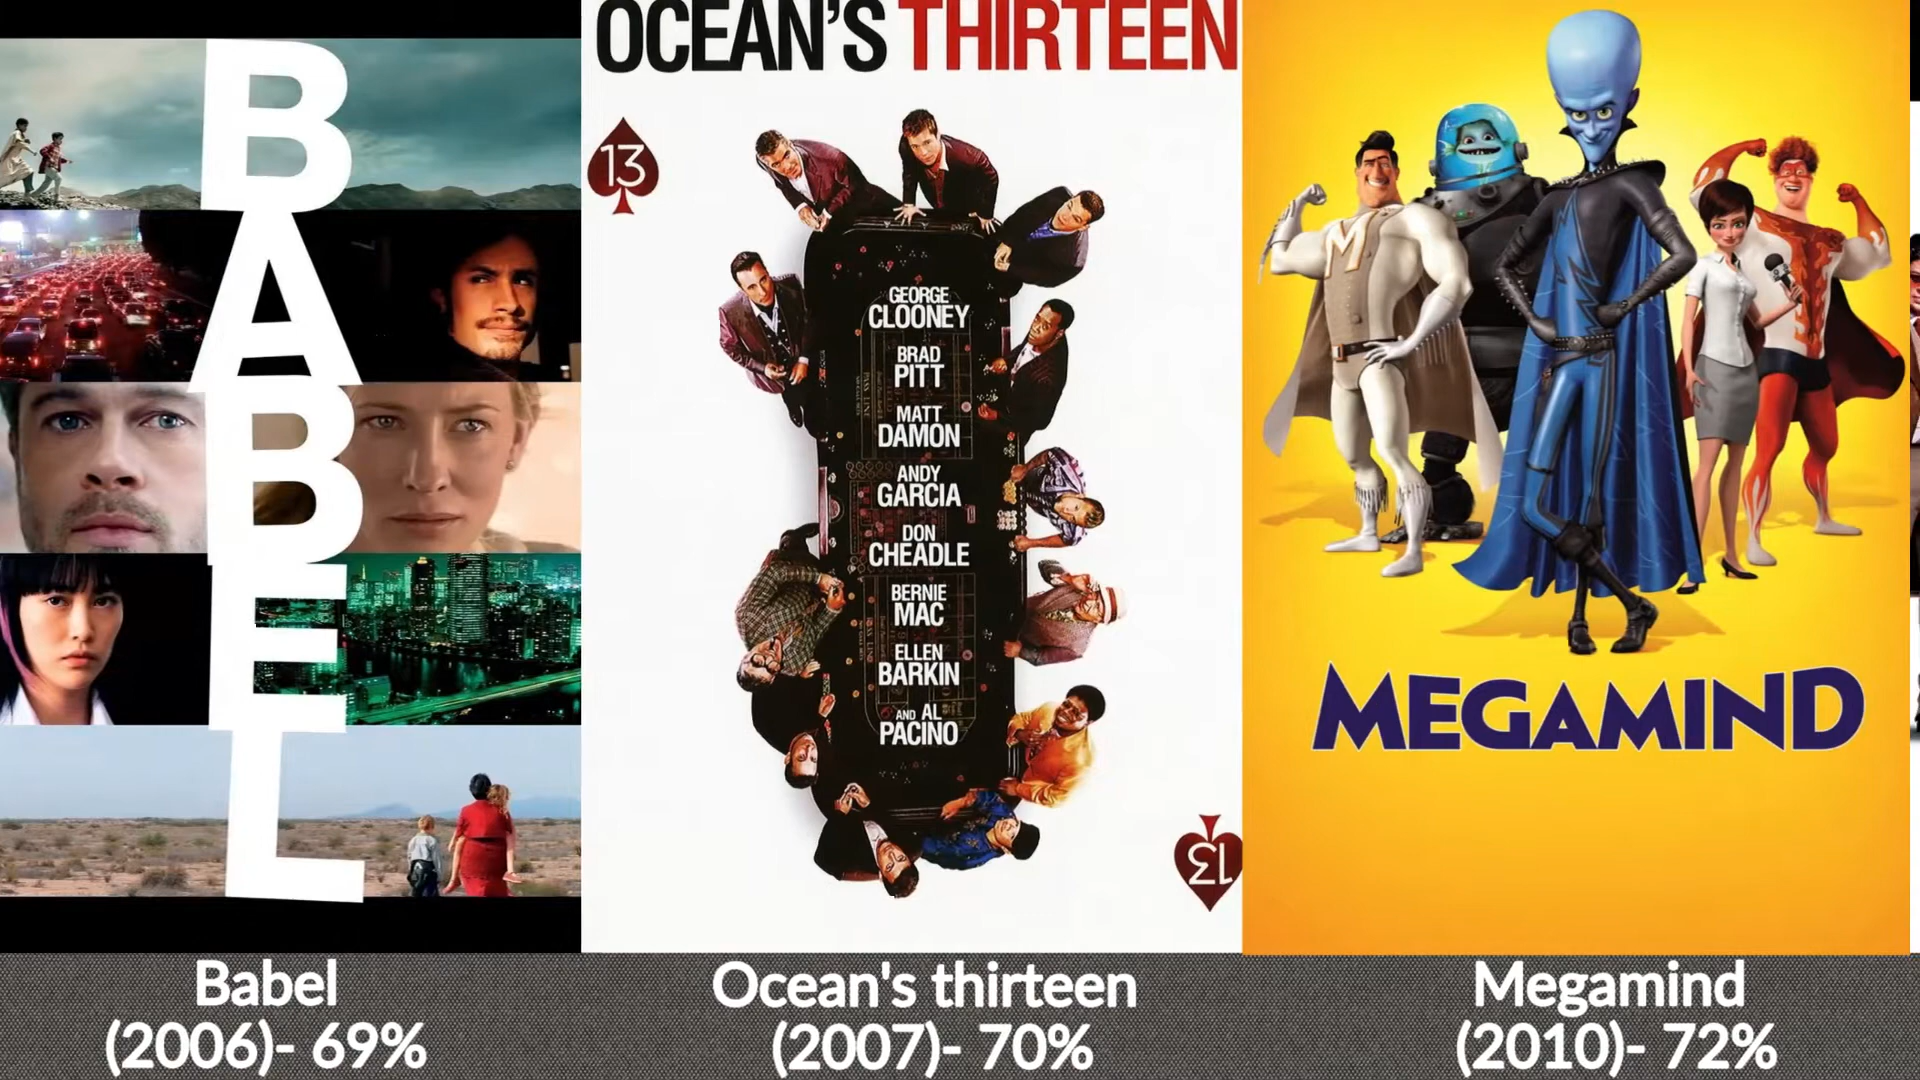 BABEL
OCEAN'S THIRTEEN
13
GEORGE
CLOONEY
BRAD
PITT
MATT
DAMON
ANDY
GARCIA
DON
CHEADLE
BERNIE
MAC
ELLEN
BARKIN
AND AL
PACINO
13
M
MEGAMIND
Babel
(2006)- 69%
Ocean's thirteen
(2007)- 70%
Megamind
(2010)- 72%